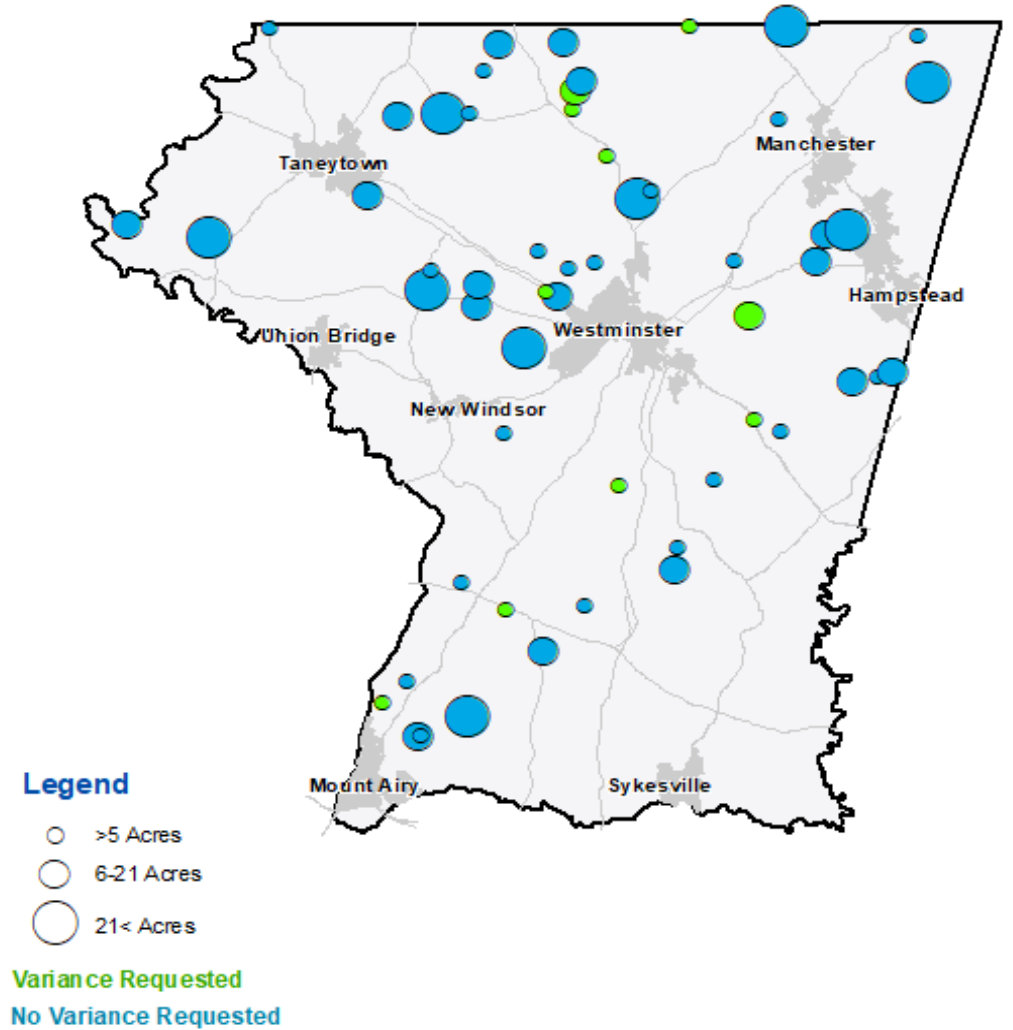 Taneytown
Manchester
Hampstead
Westminster
Union Bridge
New Windsor
Mount Airy
Sykesville
Legend
>5 Acres
6-21 Acres
21< Acres
Variance Requested
No Variance Requested